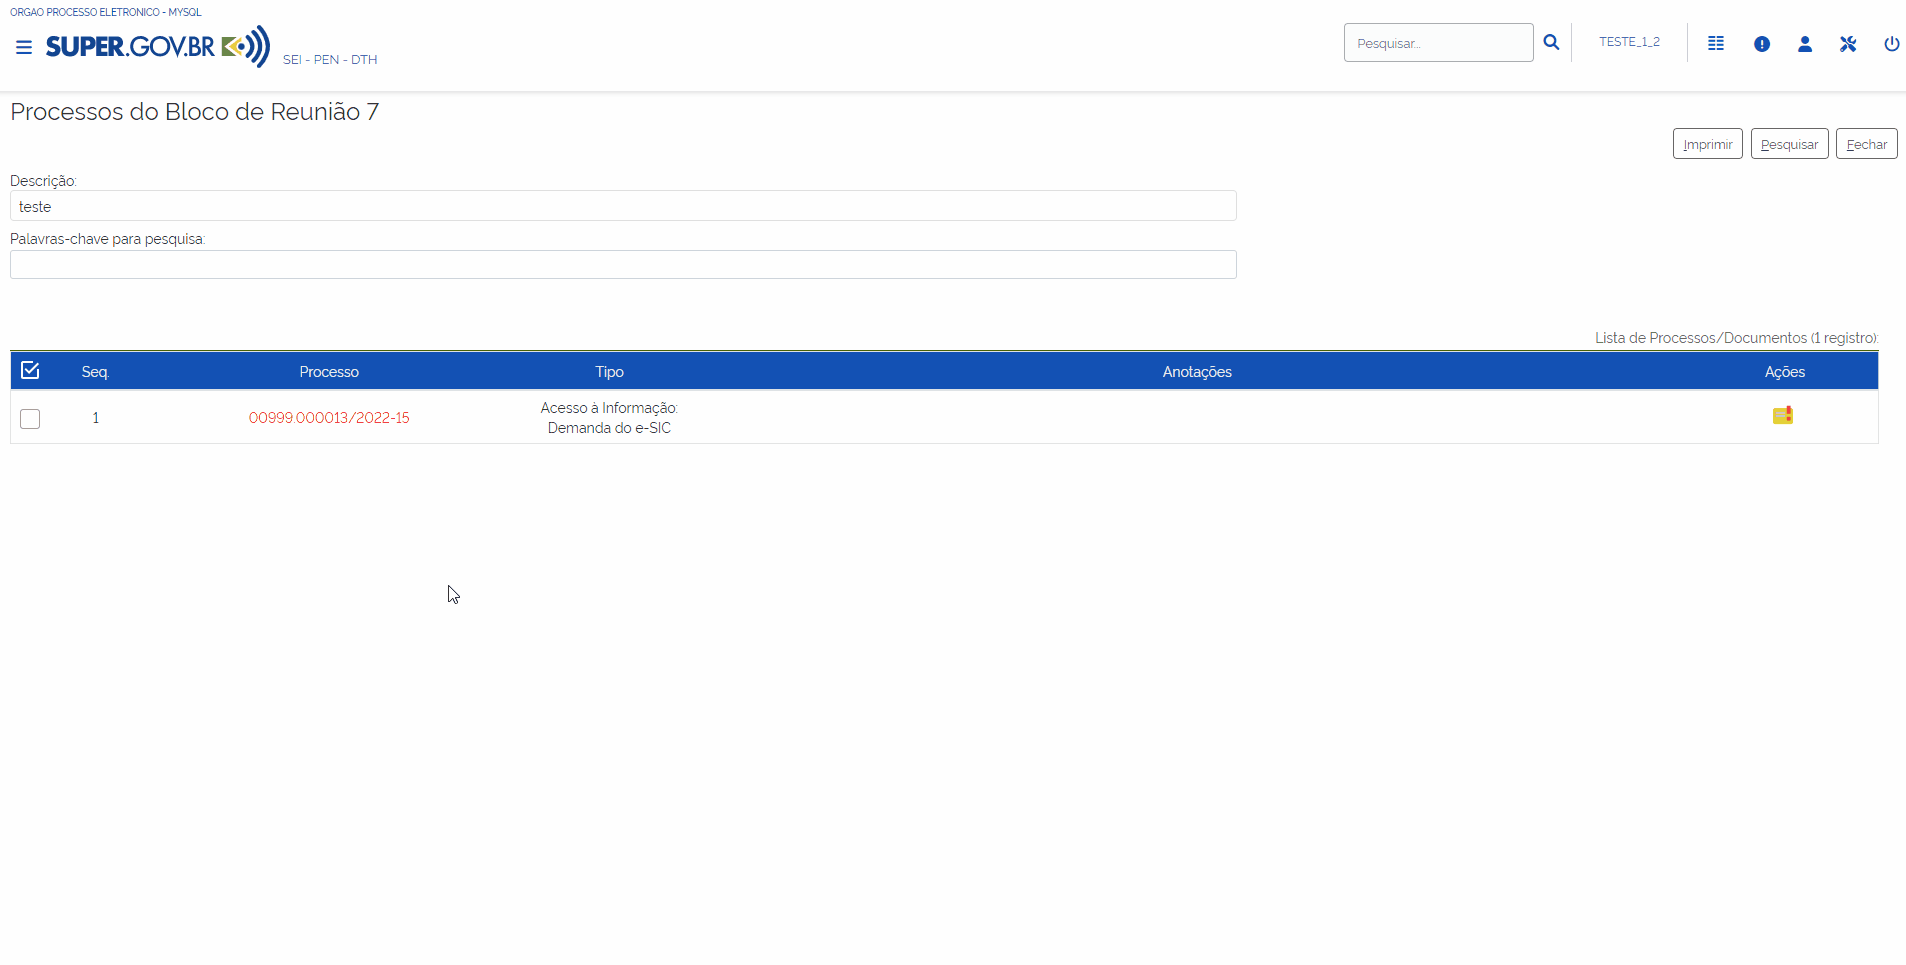 ORGAO PROCESSO ELETRONICO - MYSQL
SUPER.GOV.BR
SEI - PEN - DTH
Pesquisar...
TESTE_1_2
Processos do Bloco de Reunião 7
Imprimir
Pesquisar
Fechar
Descrição:
teste
Palavras-chave para pesquisa:
Lista de Processos/Documentos (1 registro):
Seq. Processo Tipo Anotações Ações
1 00999.000013/2022-15 Acesso à Informação:
Demanda do e-SIC